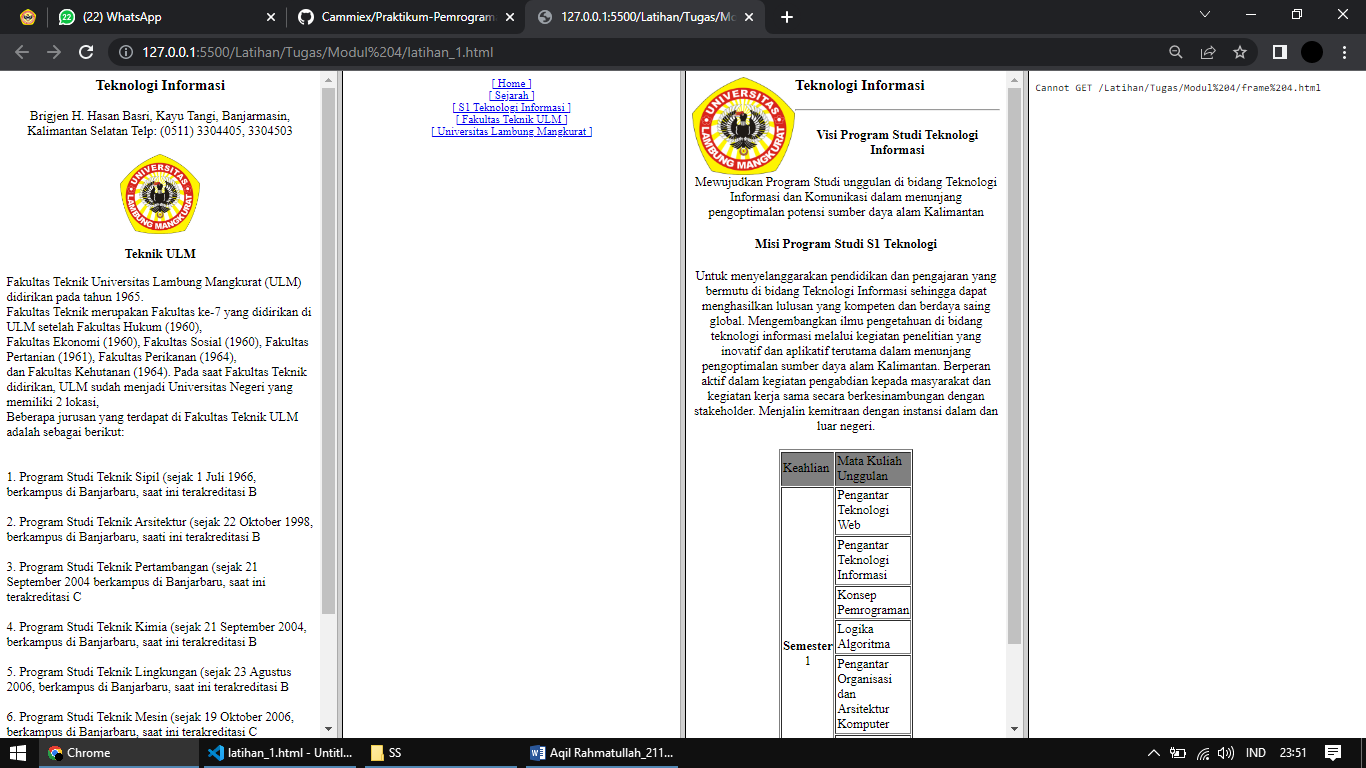 (22) WhatsApp
Cammiex/Praktikum-Pemrogram
127.0.0.1:5500/Latihan/Tugas/Mo
127.0.0.1:5500/Latihan/Tugas/Modul%204/latihan_1.html
Teknologi Informasi
Brigjen H. Hasan Basri, Kayu Tangi, Banjarmasin,
Kalimantan Selatan Telp: (0511) 3304405, 3304503
UNIVERSITAS
LAMBUNG MANGKURAT
Teknik ULM
Fakultas Teknik Universitas Lambung Mangkurat (ULM)
didirikan pada tahun 1965.
Fakultas Teknik merupakan Fakultas ke-7 yang didirikan di
ULM setelah Fakultas Hukum (1960),
Fakultas Ekonomi (1960), Fakultas Sosial (1960), Fakultas
Pertanian (1961), Fakultas Perikanan (1964),
dan Fakultas Kehutanan (1964). Pada saat Fakultas Teknik
didirikan, ULM sudah menjadi Universitas Negeri yang
memiliki 2 lokasi,
Beberapa jurusan yang terdapat di Fakultas Teknik ULM
adalah sebagai berikut:
1. Program Studi Teknik Sipil (sejak 1 Juli 1966,
berkampus di Banjarbaru, saat ini terakreditasi B
2. Program Studi Teknik Arsitektur (sejak 22 Oktober 1998,
berkampus di Banjarbaru, saati ini terakreditasi B
3. Program Studi Teknik Pertambangan (sejak 21
September 2004 berkampus di Banjarbaru, saat ini
terakreditasi C
4. Program Studi Teknik Kimia (sejak 21 September 2004,
berkampus di Banjarbaru, saat ini terakreditasi B
5. Program Studi Teknik Lingkungan (sejak 23 Agustus
2006, berkampus di Banjarbaru, saat ini terakreditasi B
6. Program Studi Teknik Mesin (sejak 19 Oktober 2006,
berkampus di Banjarbaru, saat ini terakreditasi C
[ Home ]
[ Sejarah ]
[ S1 Teknologi Informasi ]
[ Fakultas Teknik ULM ]
[ Universitas Lambung Mangkurat ]
UNIVERSITAS
LAMBUNG MANGKURAT
Teknologi Informasi
Visi Program Studi Teknologi
Informasi
Mewujudkan Program Studi unggulan di bidang Teknologi
Informasi dan Komunikasi dalam menunjang
pengoptimalan potensi sumber daya alam Kalimantan
Misi Program Studi S1 Teknologi
Untuk menyelanggarakan pendidikan dan pengajaran yang
bermutu di bidang Teknologi Informasi sehingga dapat
menghasilkan lulusan yang kompeten dan berdaya saing
global. Mengembangkan ilmu pengetahuan di bidang
teknologi informasi melalui kegiatan penelitian yang
inovatif dan aplikatif terutama dalam menunjang
pengoptimalan sumber daya alam Kalimantan. Berperan
aktif dalam kegiatan pengabdian kepada masyarakat dan
kegiatan kerja sama secara berkesinambungan dengan
stakeholder. Menjalin kemitraan dengan instansi dalam dan
luar negeri.
Keahlian
Mata Kuliah
Unggulan
Semester
1
Pengantar
Teknologi
Web
Pengantar
Teknologi
Informasi
Konsep
Pemrograman
Logika
Algoritma
Pengantar
Organisasi
dan
Arsitektur
Komputer
Cannot GET /Latihan/Tugas/Modul%204/frame%204.html
Chrome
latihan_1.html - Untitl...
SS
Aqil Rahmatullah_211...
IND
23:51